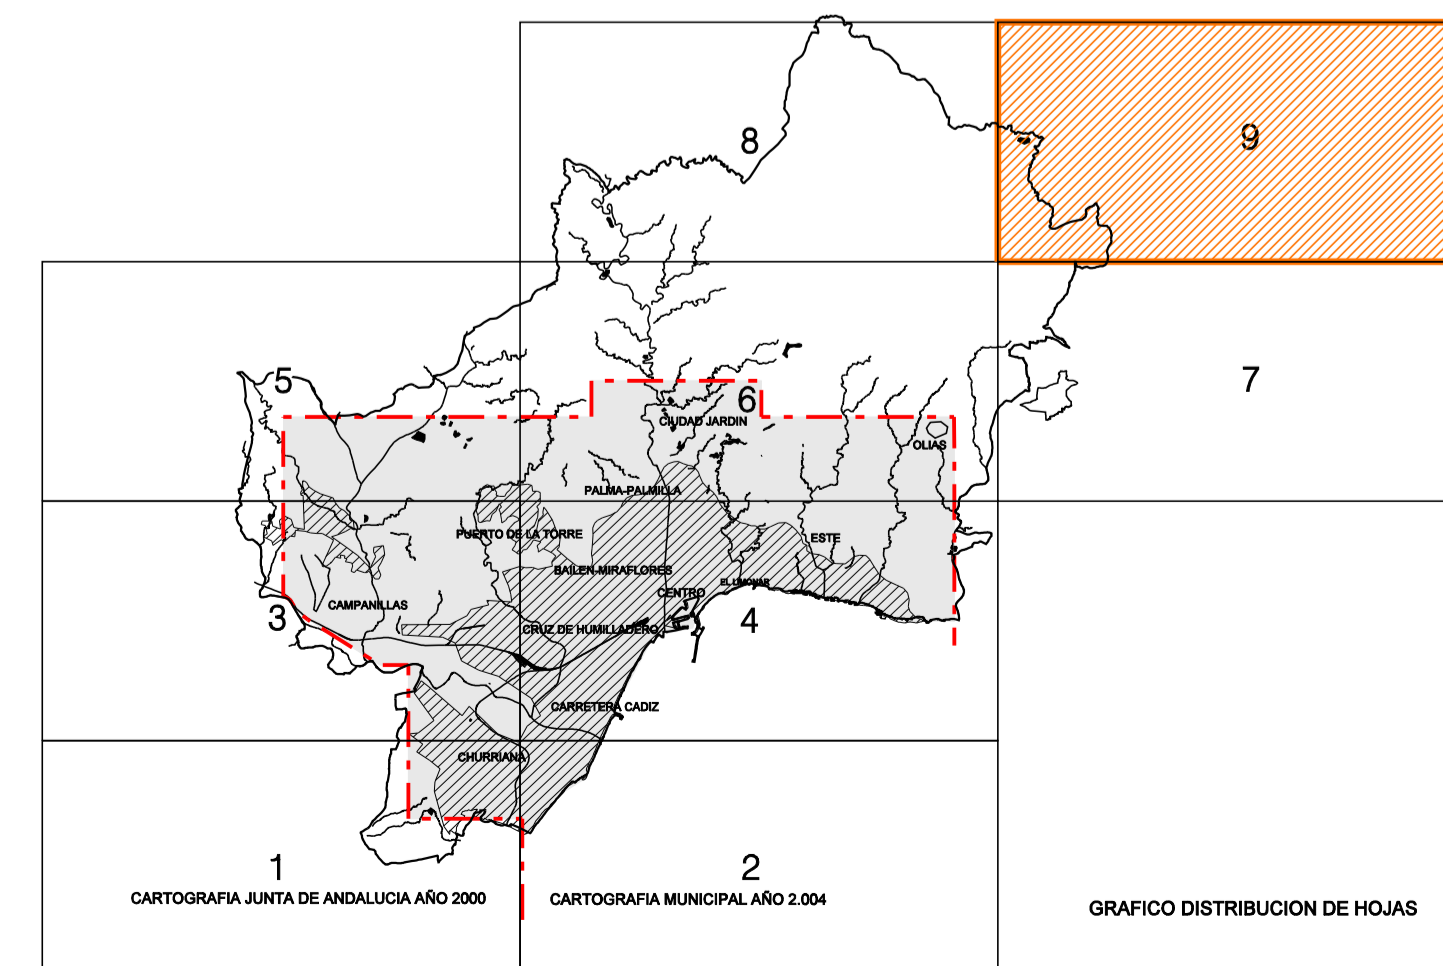 8
9
5
6
7
CIUDAD JARDIN
OLIAS
PALMA-PALMILLA
PUERTO DE LA TORRE
ESTE
BAILEN-MIRAFLORES
EL LIMONAR
CENTRO
CAMPANILLAS
3
4
CRUZ DE HUMILLADERO
CARRETERA CADIZ
CHURRIANA
1
2
CARTOGRAFIA JUNTA DE ANDALUCIA AÑO 2000
CARTOGRAFIA MUNICIPAL AÑO 2.004
GRAFICO DISTRIBUCION DE HOJAS